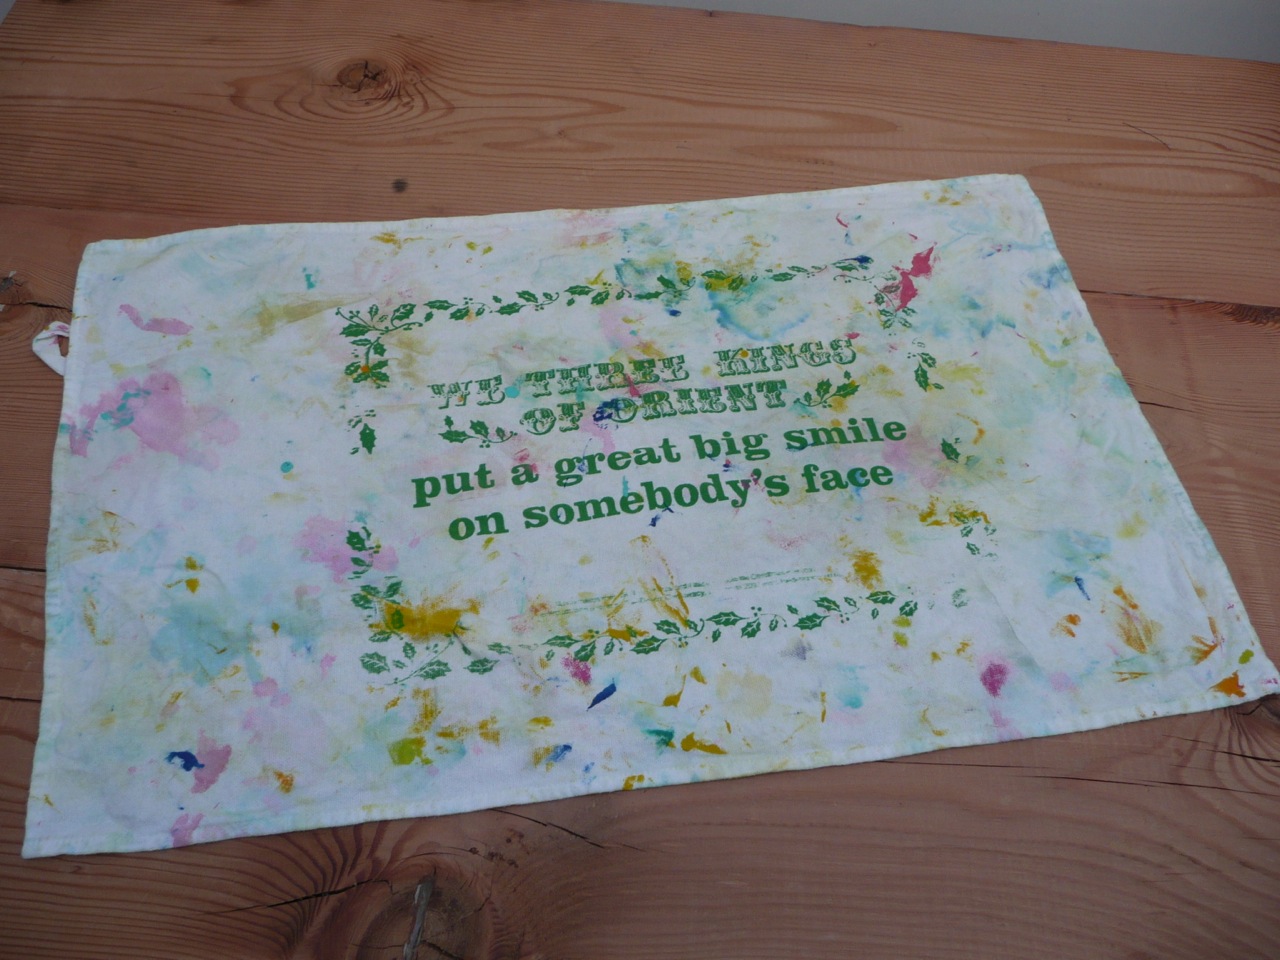 WE THREE KINGS
OF ORIENT
put a great big smile
on somebody's face